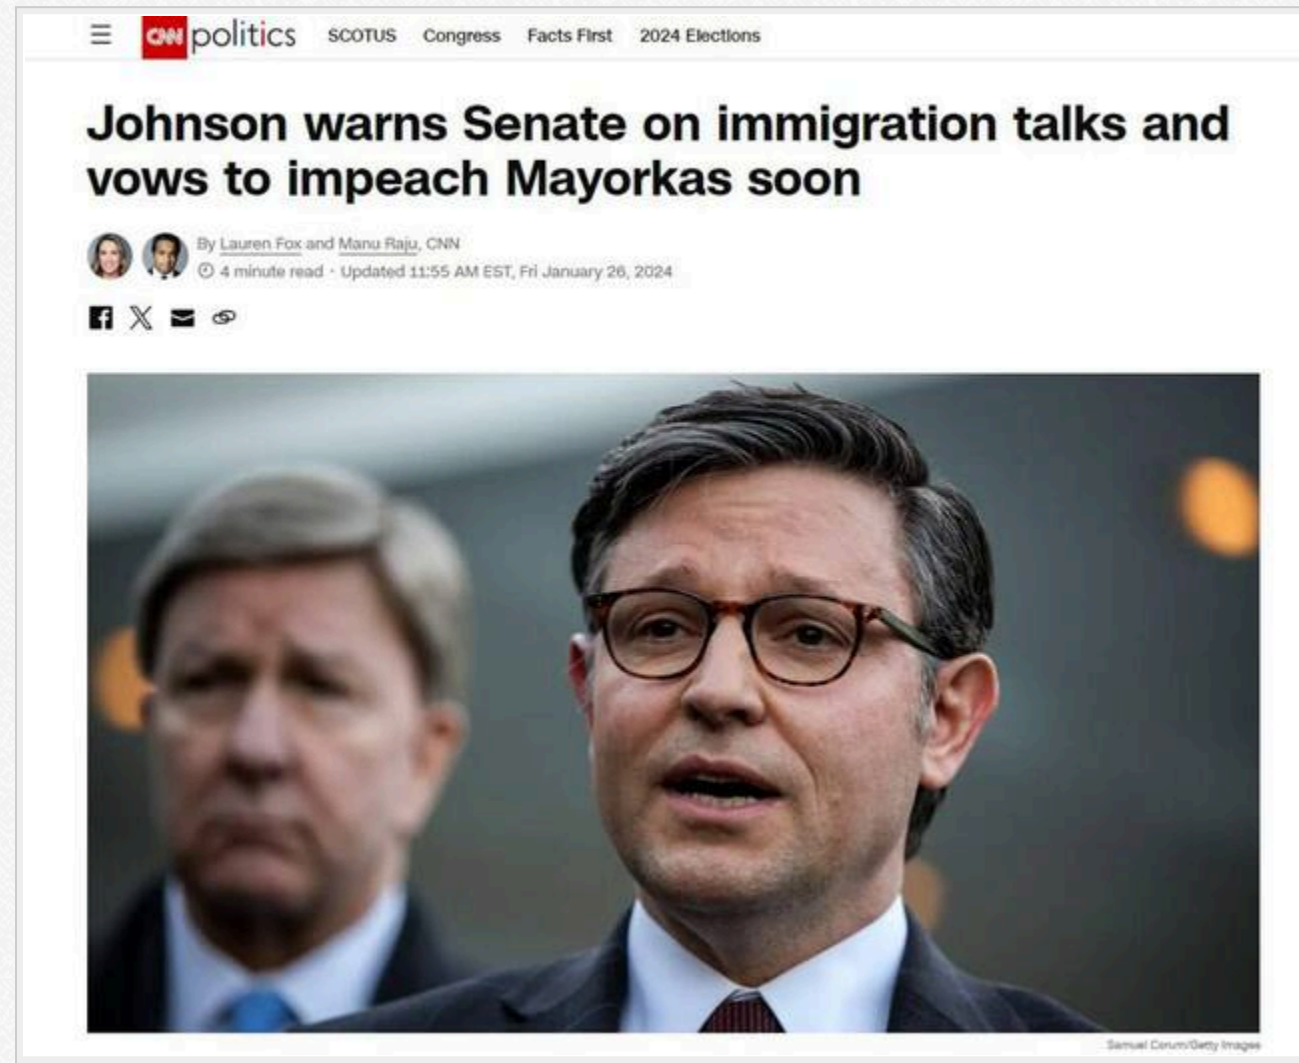 CNN politics SCOTUS Congress Facts First 2024 Elections
Johnson warns Senate on immigration talks and
vows to impeach Mayorkas soon
By Lauren Fox and Manu Raju, CNN
4 minute read · Updated 11:55 AM EST, Fri January 26, 2024
Samuel Corum/Getty Images